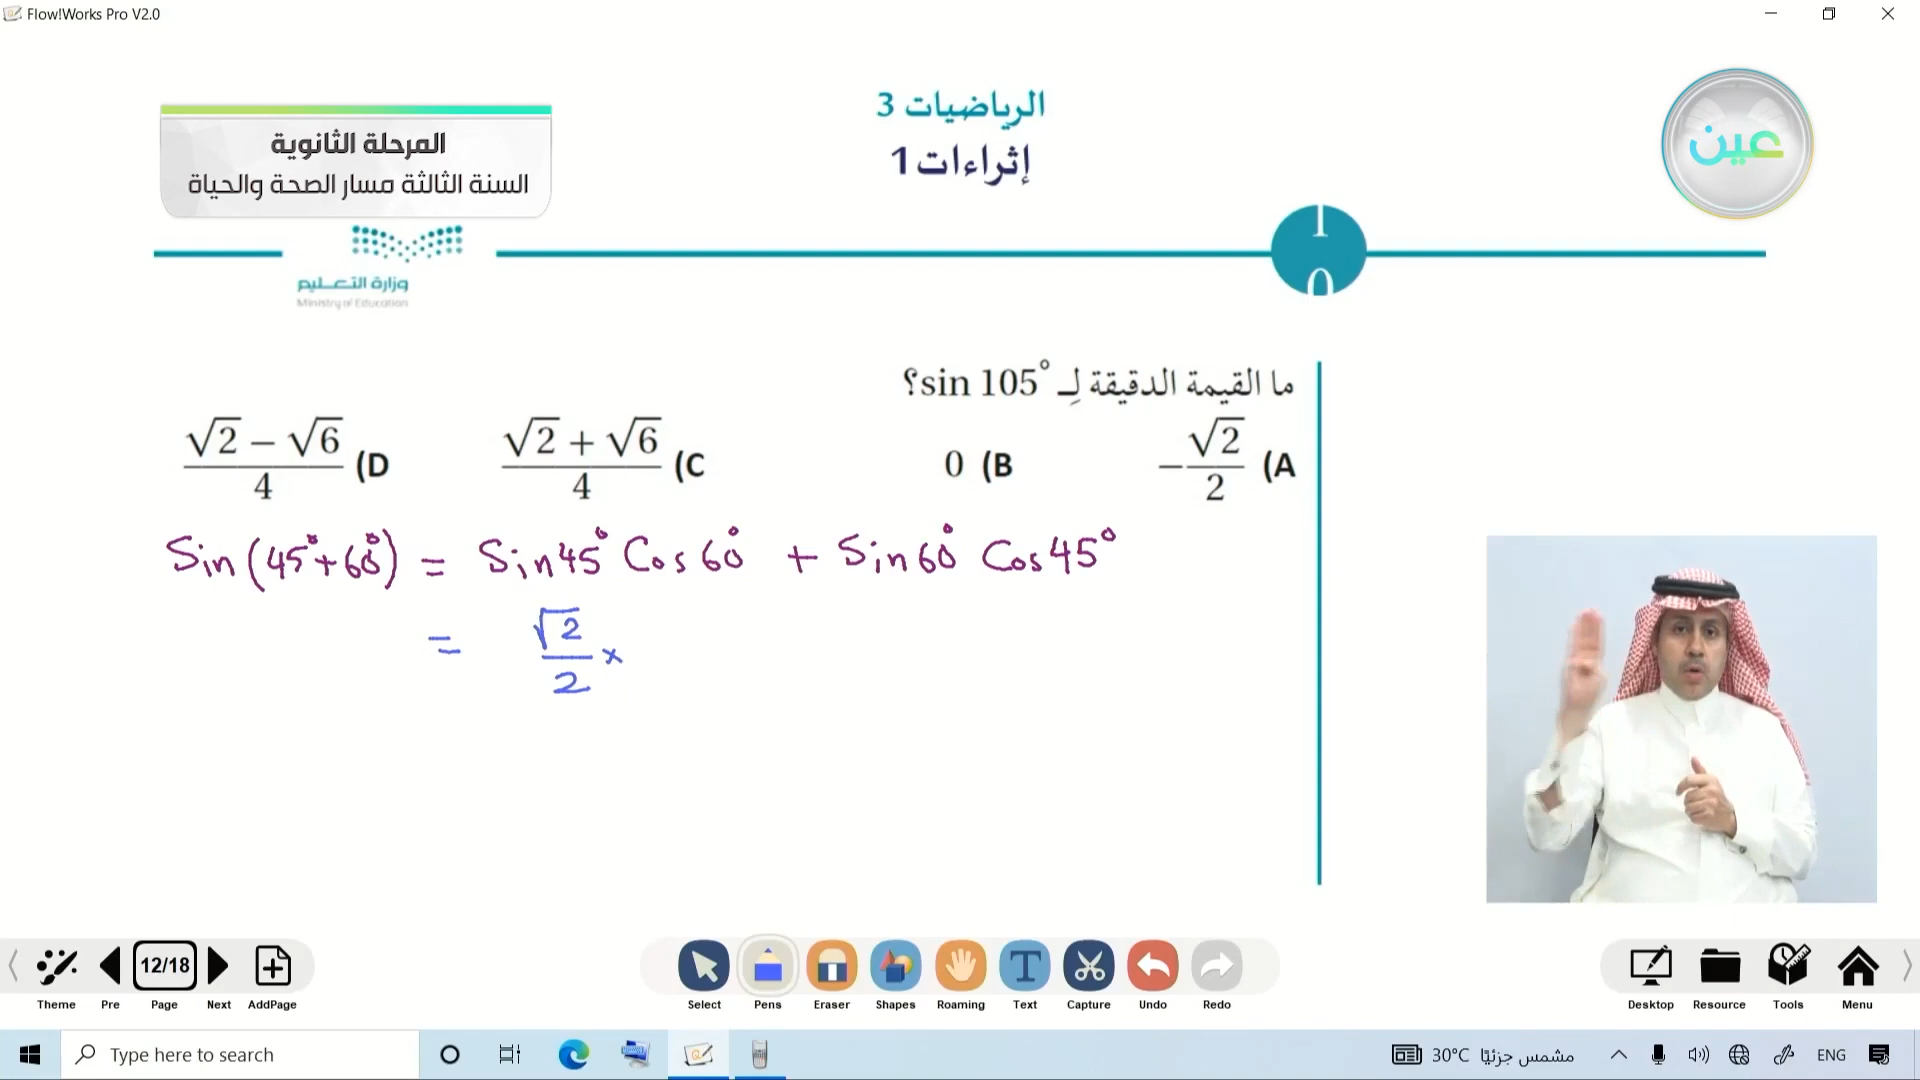 Flow!Works Pro V2.0
الرياضيات 3
إثراءات 1
المرحلة الثانوية
السنة الثالثة مسار الصحة والحياة
عين
وزارة التعليم
Ministry of Education
10
ما القيمة الدقيقة لِـ sin 105°؟
A) -√2/2
B) 0
C) (√2 + √6)/4
D) (√2 − √6)/4
Sin(45°+60°) = Sin45° Cos60° + Sin60° Cos45°
= √2/2 ×
12/18
Theme Pre Page Next AddPage
Select Pens Eraser Shapes Roaming Text Capture Undo Redo
Desktop Resource Tools Menu
Type here to search
30°C مشمس جزئيًا
ENG